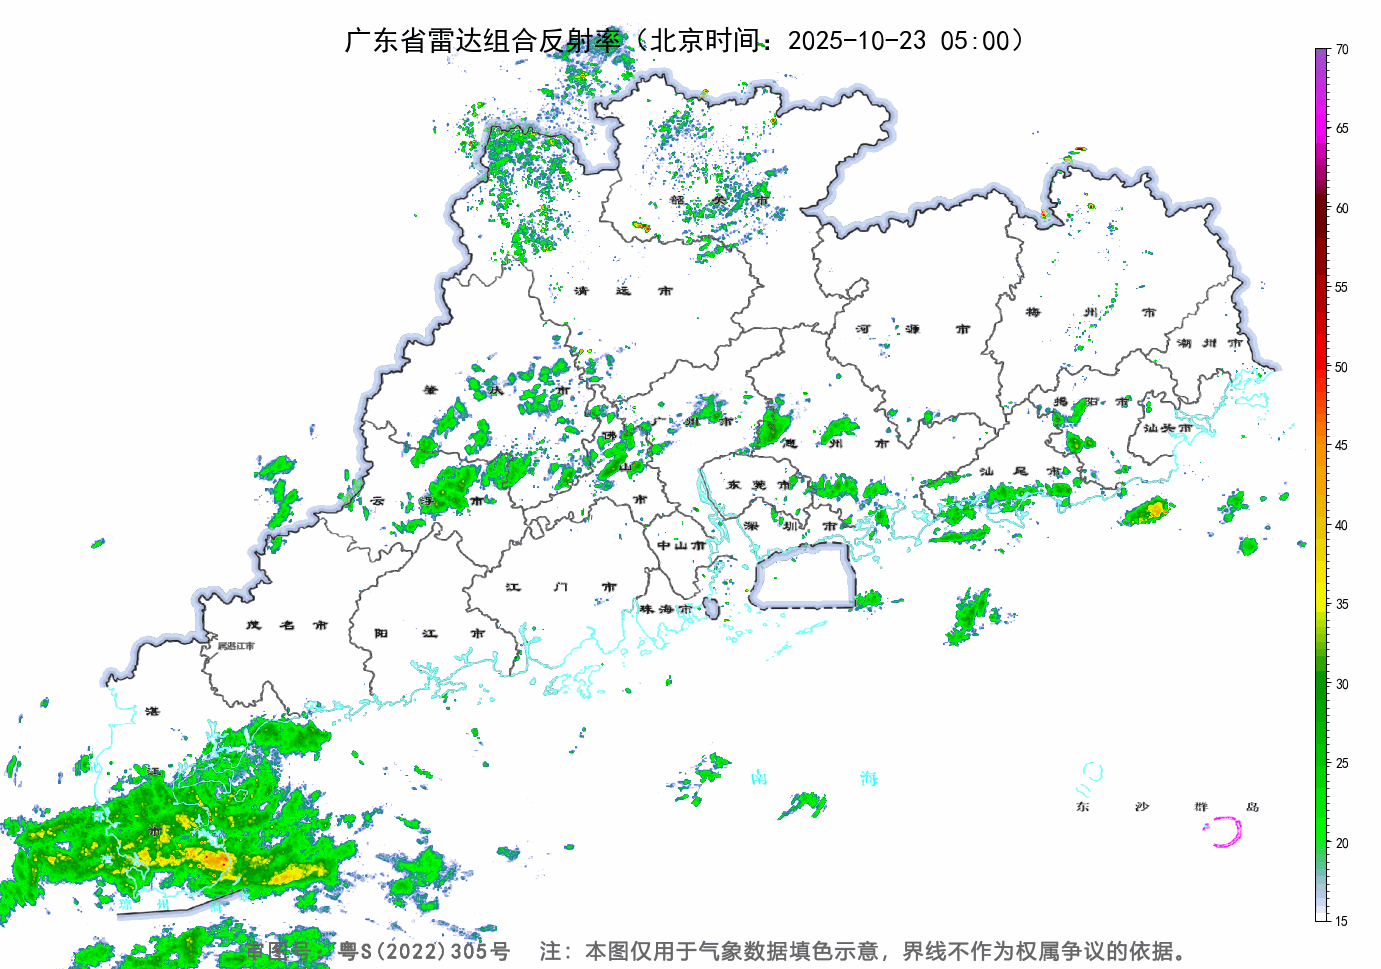 广东省雷达组合反射率（北京时间：2025-10-23 05:00）
70
65
60
55
50
45
40
35
30
25
20
15
韶关市
清远市
河源市
梅州市
潮州市
肇庆市
揭阳市
汕头市
广州市
佛山市
惠州市
汕尾市
云浮市
东莞市
深圳市
中山市
江门市
珠海市
茂名市
阳江市
属湛江市
湛江市
南海
东沙群岛
琼州海
审图号：粤S(2022)305号 注：本图仅用于气象数据填色示意，界线不作为权属争议的依据。